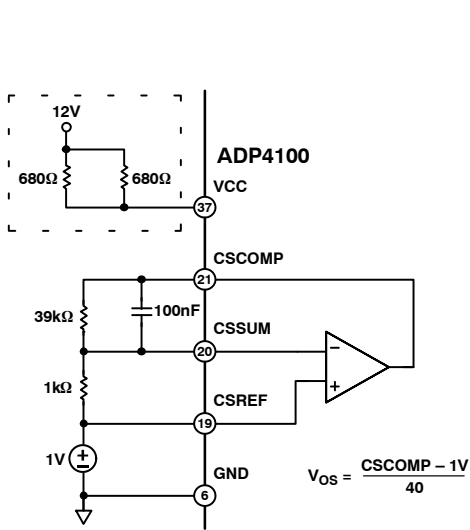 12V
ADP4100
680Ω 680Ω
VCC
37
CSCOMP
21
39kΩ
100nF
CSSUM
20
–
1kΩ
+
CSREF
19
1V
+
–
GND
6
VOS = CSCOMP – 1V
40